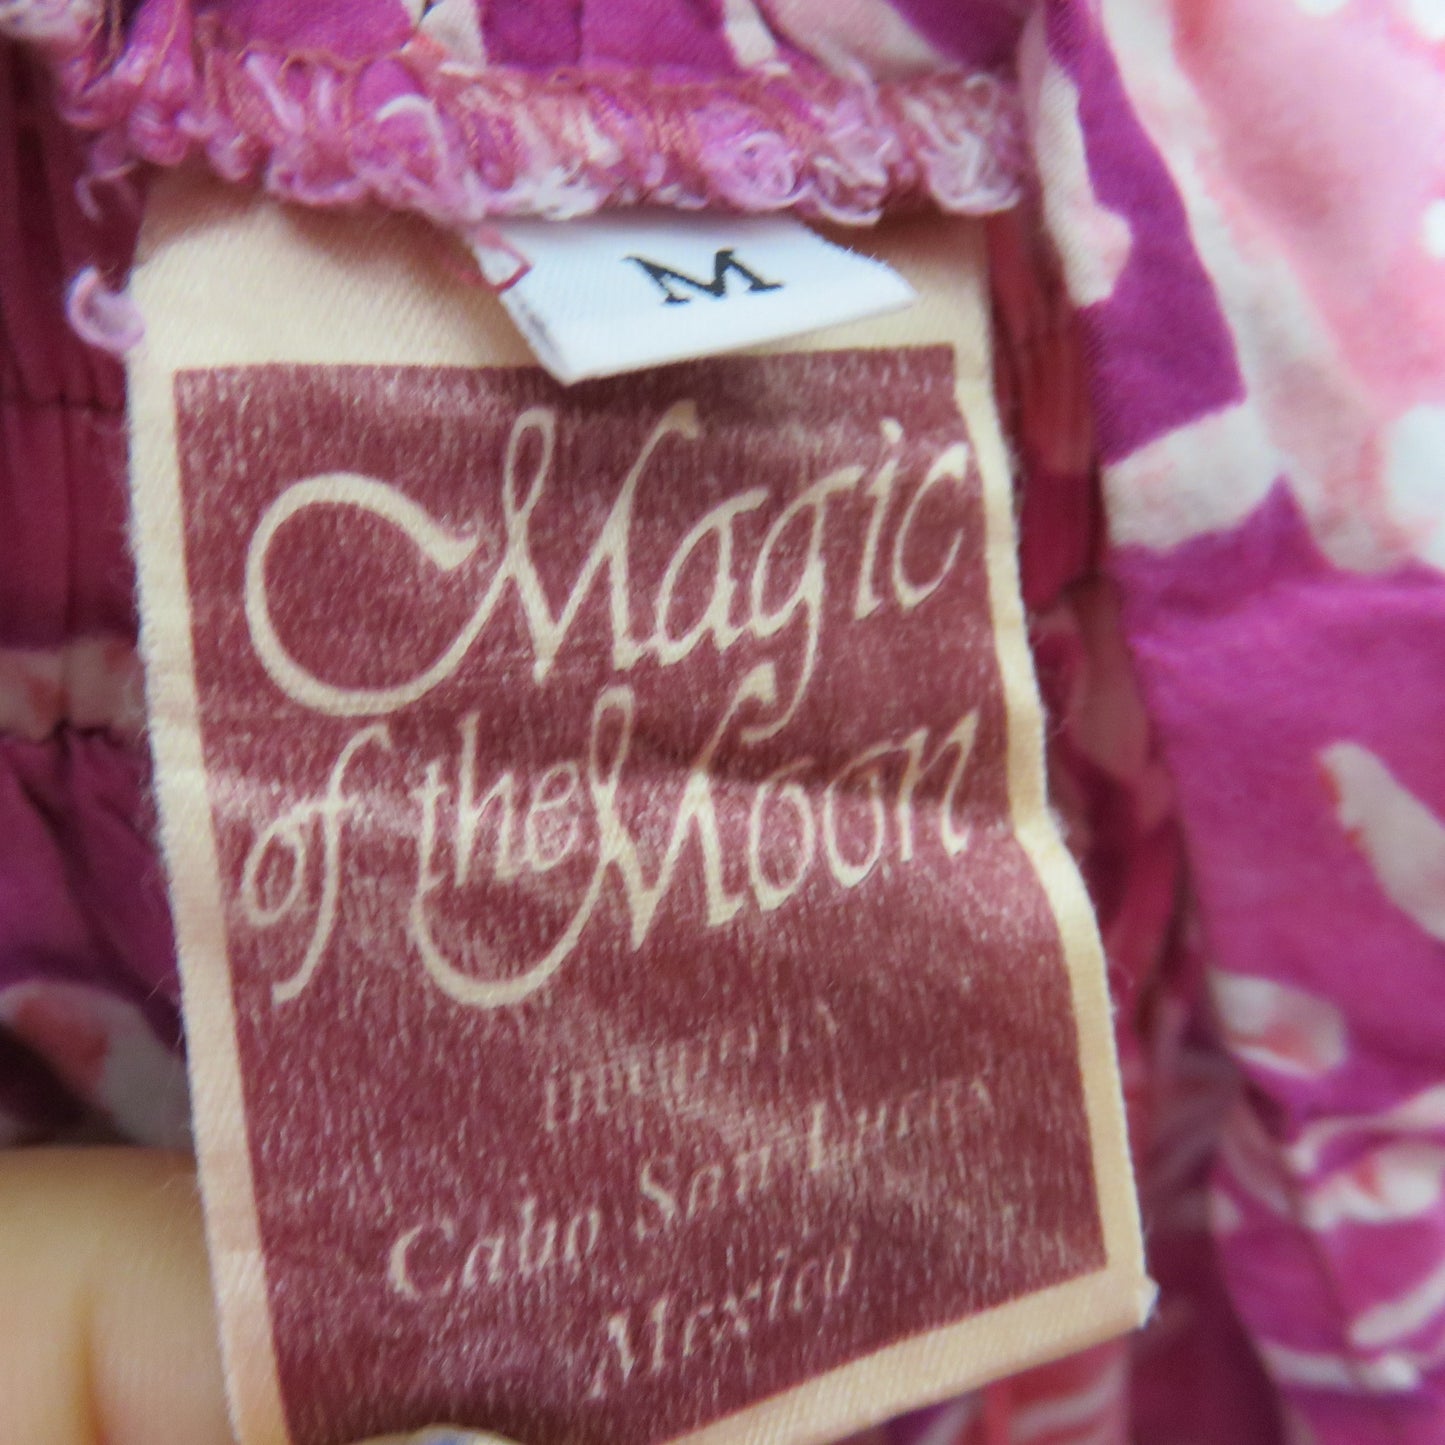 M
Magic
of the Moon
Cabo San Lucas
Mexico